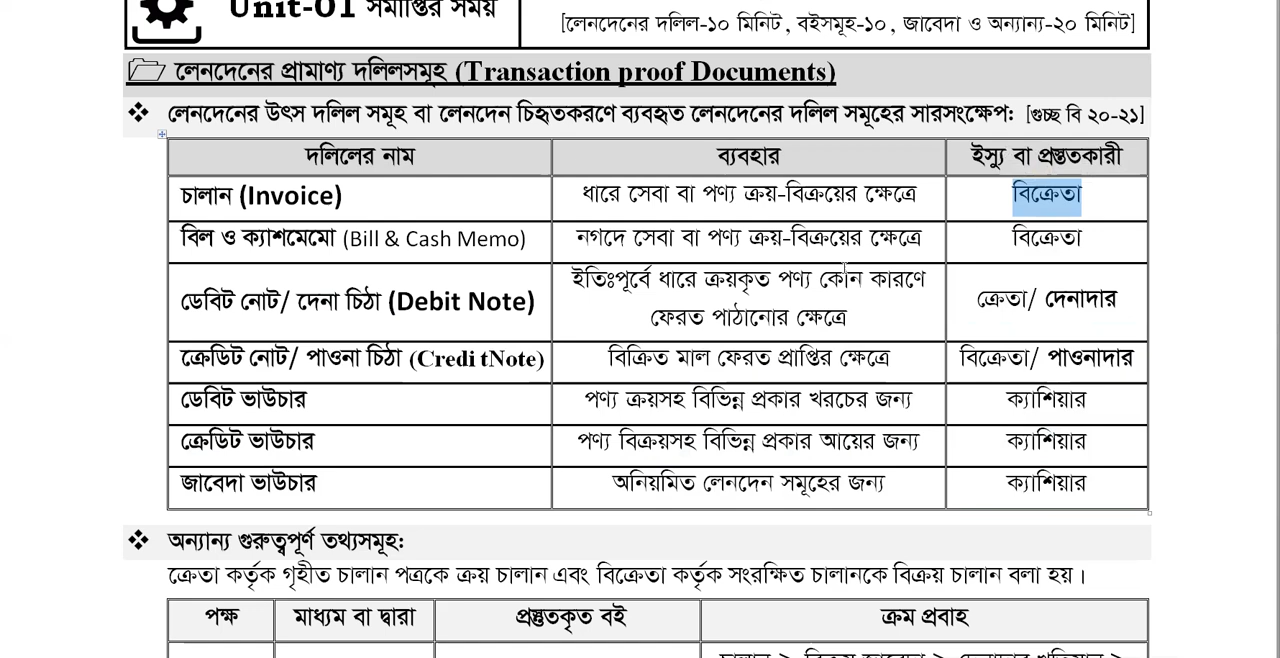 Unit-01 সমাপ্তির সময়
[লেনদেনের দলিল-১০ মিনিট, বইসমূহ-১০, জাবেদা ও অন্যান্য-২০ মিনিট]
লেনদেনের প্রামাণ্য দলিলসমূহ (Transaction proof Documents)
❖ লেনদেনের উৎস দলিল সমূহ বা লেনদেন চিহৃতকরণে ব্যবহৃত লেনদেনের দলিল সমূহের সারসংক্ষেপ: [গুচ্ছ বি ২০-২১]
দলিলের নাম ব্যবহার ইস্যু বা প্রস্তুতকারী
চালান (Invoice) ধারে সেবা বা পণ্য ক্রয়-বিক্রয়ের ক্ষেত্রে বিক্রেতা
বিল ও ক্যাশমেমো (Bill & Cash Memo) নগদে সেবা বা পণ্য ক্রয়-বিক্রয়ের ক্ষেত্রে বিক্রেতা
ডেবিট নোট/ দেনা চিঠা (Debit Note) ইতিঃপূর্বে ধারে ক্রয়কৃত পণ্য কোন কারণে ফেরত পাঠানোর ক্ষেত্রে ক্রেতা/ দেনাদার
ক্রেডিট নোট/ পাওনা চিঠা (Credi tNote) বিক্রিত মাল ফেরত প্রাপ্তির ক্ষেত্রে বিক্রেতা/ পাওনাদার
ডেবিট ভাউচার পণ্য ক্রয়সহ বিভিন্ন প্রকার খরচের জন্য ক্যাশিয়ার
ক্রেডিট ভাউচার পণ্য বিক্রয়সহ বিভিন্ন প্রকার আয়ের জন্য ক্যাশিয়ার
জাবেদা ভাউচার অনিয়মিত লেনদেন সমূহের জন্য ক্যাশিয়ার
❖ অন্যান্য গুরুত্বপূর্ণ তথ্যসমূহ:
ক্রেতা কর্তৃক গৃহীত চালান পত্রকে ক্রয় চালান এবং বিক্রেতা কর্তৃক সংরক্ষিত চালানকে বিক্রয় চালান বলা হয়।
পক্ষ মাধ্যম বা দ্বারা প্রস্তুতকৃত বই ক্রম প্রবাহ